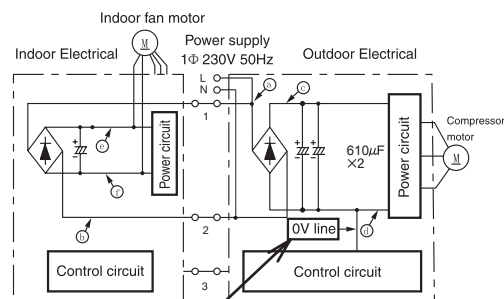 Indoor fan motor
M
Indoor Electrical
Power supply
1Φ 230V 50Hz
Outdoor Electrical
L
N
1
a
c
e
f
b
d
+
−
+
−
+
−
Power circuit
610μF
×2
Power circuit
Compressor
motor
M
2
0V line
3
Control circuit
Control circuit